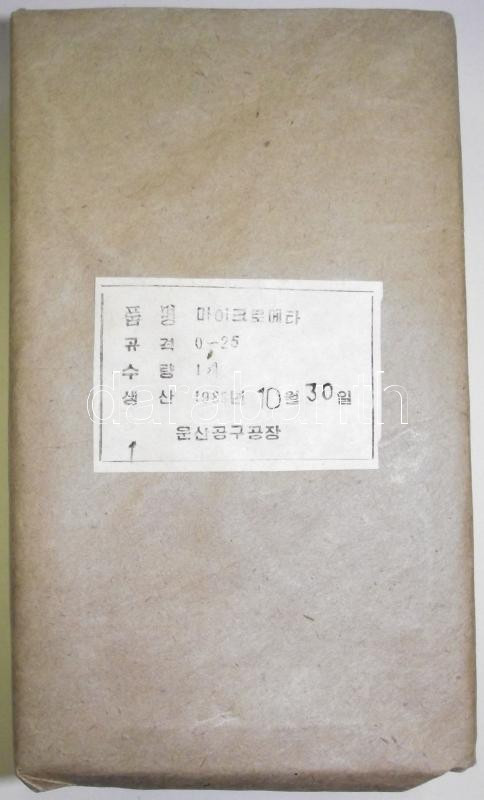 품 명 마이크로메타
규 격 0-25
수 량 1개
생 산 10월 30일
운산공구공장
1
darabanth